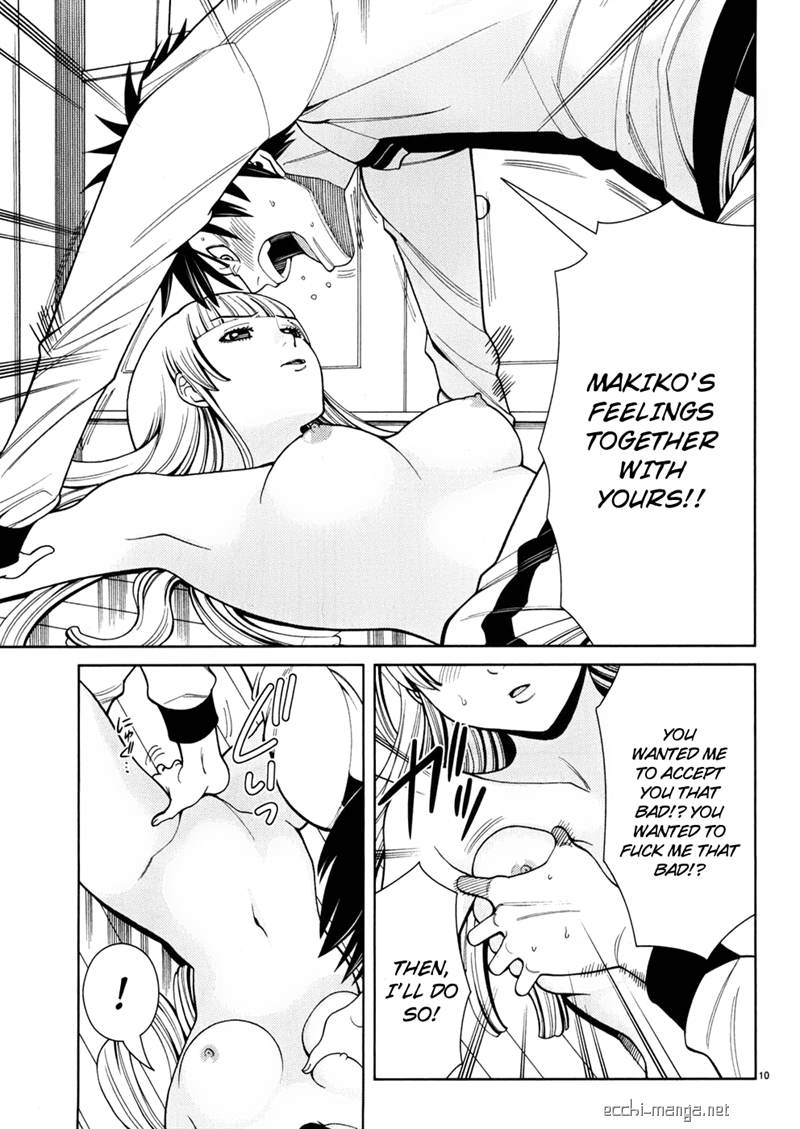 MAKIKO'S
FEELINGS
TOGETHER
WITH
YOURS!!
YOU
WANTED ME
TO ACCEPT
YOU THAT
BAD!? YOU
WANTED TO
FUCK ME THAT
BAD!?
THEN,
I'LL DO
SO!
!
10
ecchi-manga.net